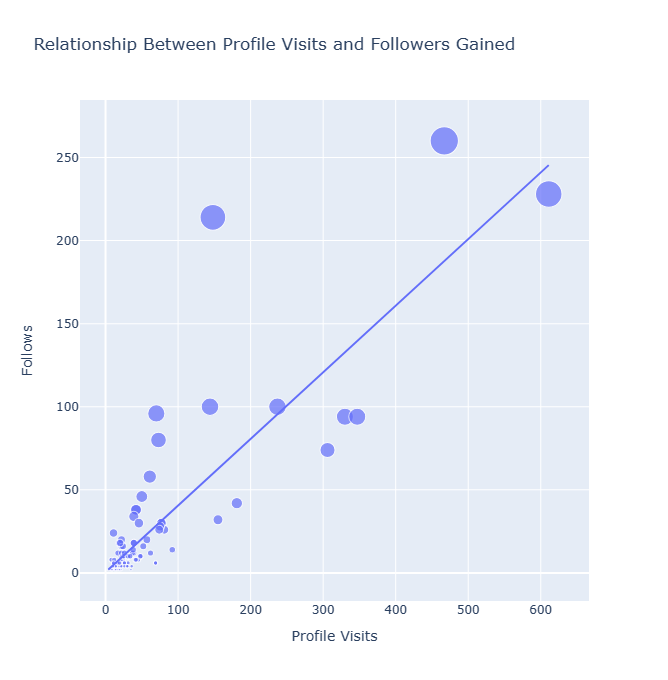 Relationship Between Profile Visits and Followers Gained
250
200
150
100
50
0
Follows
0 100 200 300 400 500 600
Profile Visits